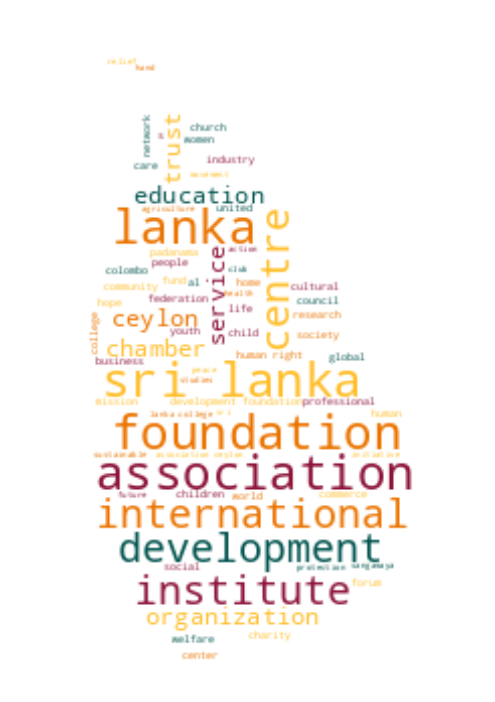 relief
hand
network
trust
church
women
care
industry
movement
education
agriculture
united
lanka
centre
service
action
padanama
people
colombo
club
community
fund
al
home
health
cultural
hope
federation
council
life
college
ceylon
research
youth
child
society
chamber
business
human right
global
peace
studies
sri lanka
mission
development foundation
professional
lanka college
sri
human
foundation
sustainable
association ceylon
initiative
association
future
children
world
commerce
international
development
social
protection
sangamaya
institute
forum
organization
welfare
charity
center